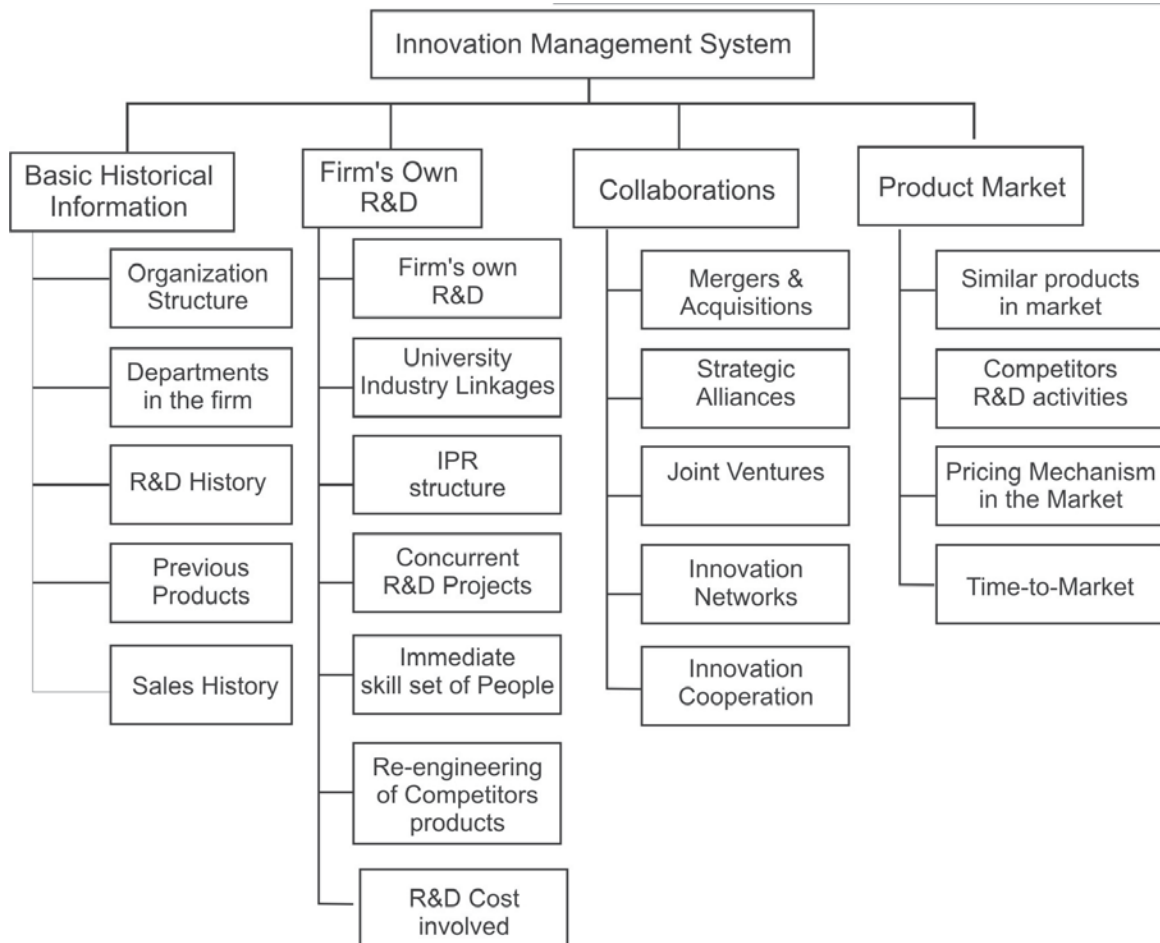 Innovation Management System
Basic Historical
Information
Organization
Structure
Departments
in the firm
R&D History
Previous
Products
Sales History
Firm's Own
R&D
Firm's own
R&D
University
Industry Linkages
IPR
structure
Concurrent
R&D Projects
Immediate
skill set of People
Re-engineering
of Competitors
products
R&D Cost
involved
Collaborations
Mergers &
Acquisitions
Strategic
Alliances
Joint Ventures
Innovation
Networks
Innovation
Cooperation
Product Market
Similar products
in market
Competitors
R&D activities
Pricing Mechanism
in the Market
Time-to-Market